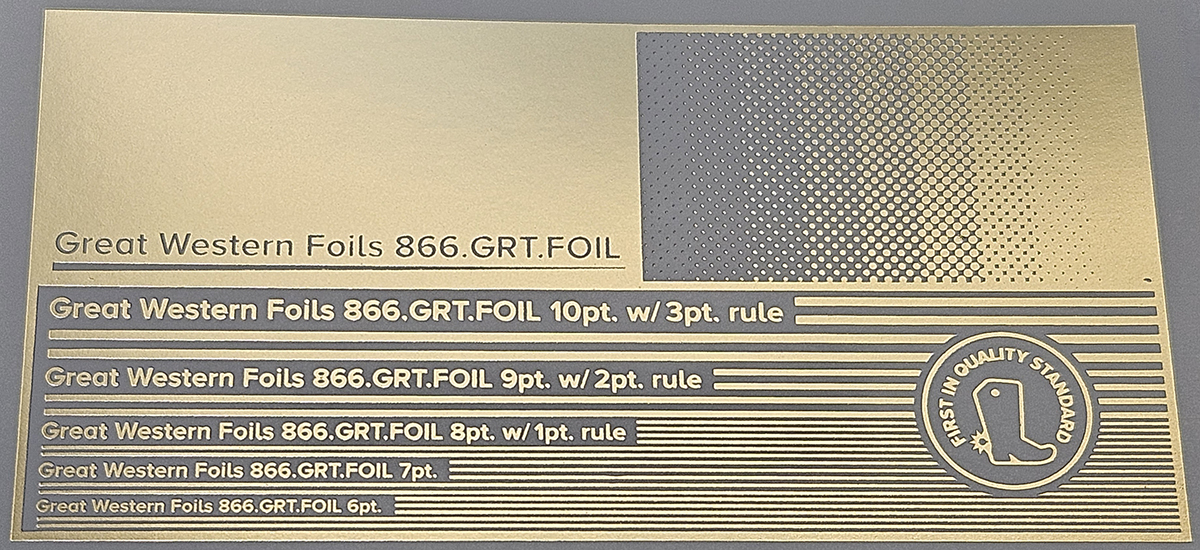 Great Western Foils 866.GRT.FOIL
Great Western Foils 866.GRT.FOIL 10pt. w/ 3pt. rule
Great Western Foils 866.GRT.FOIL 9pt. w/ 2pt. rule
FIRST IN QUALITY STANDARD
Great Western Foils 866.GRT.FOIL 8pt. w/ 1pt. rule
Great Western Foils 866.GRT.FOIL 7pt.
Great Western Foils 866.GRT.FOIL 6pt.